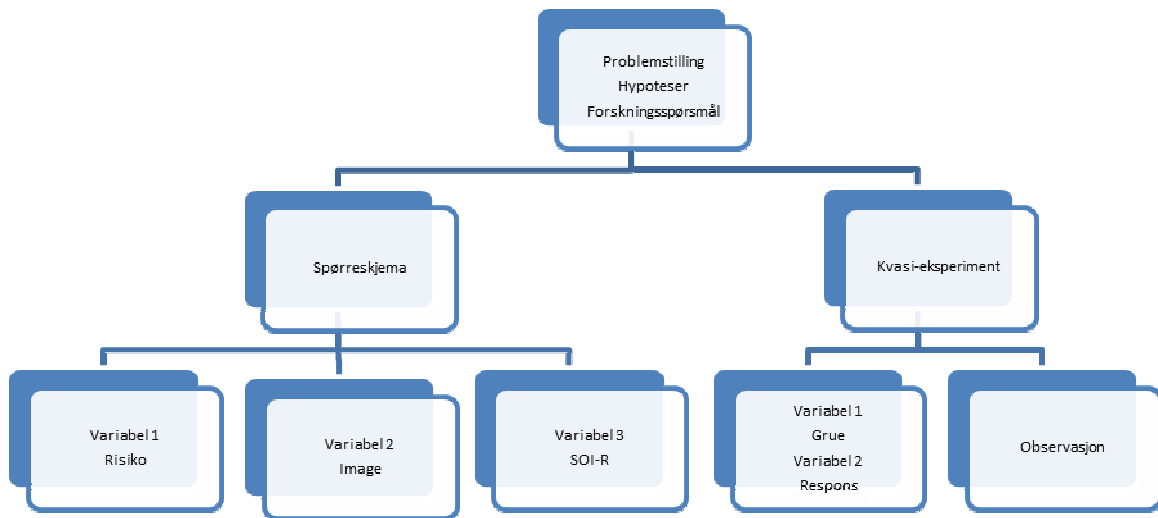 Problemstilling
Hypoteser
Forskningsspørsmål
Spørreskjema
Kvasi-eksperiment
Variabel 1
Risiko
Variabel 2
Image
Variabel 3
SOI-R
Variabel 1
Grue
Variabel 2
Respons
Observasjon